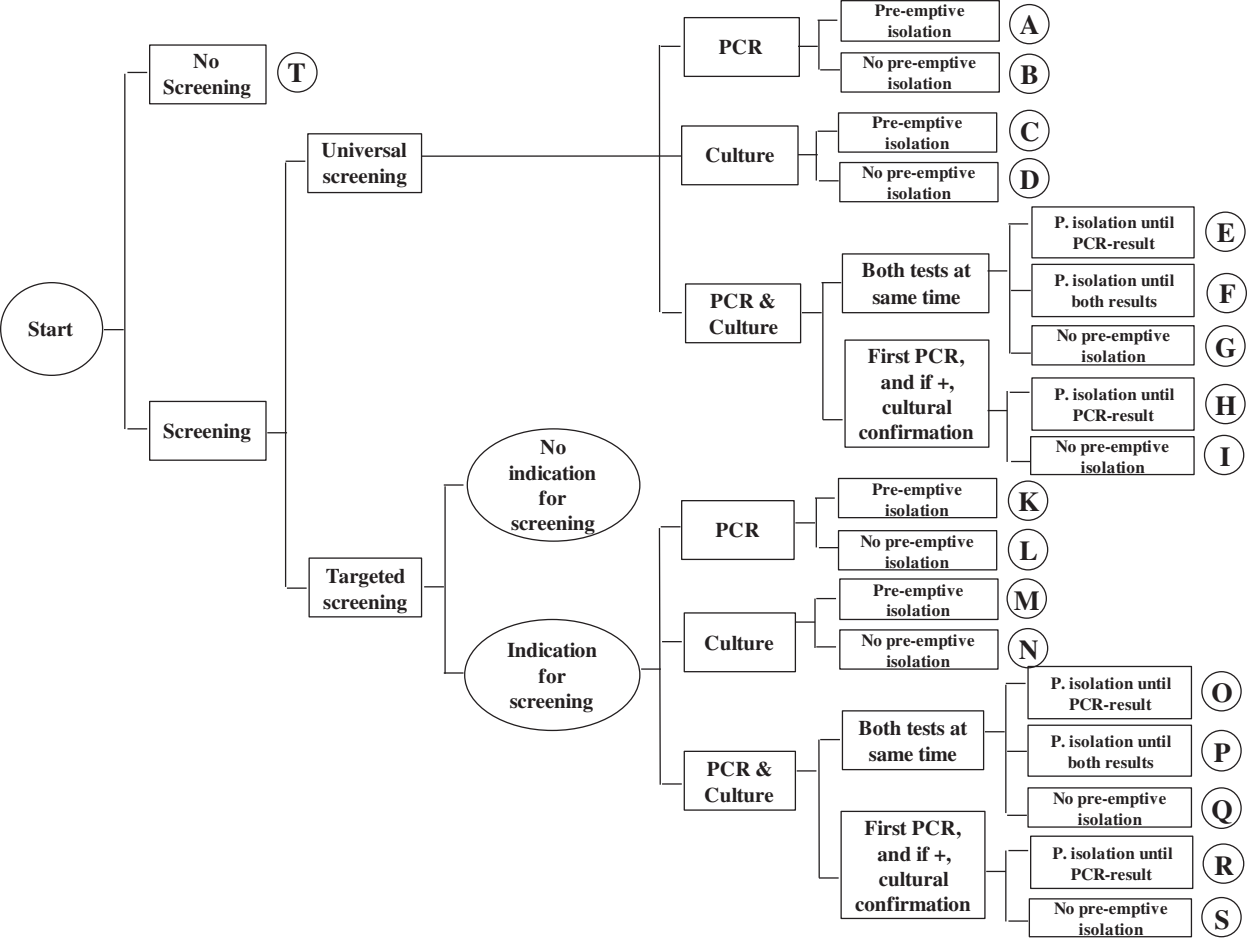 No
Screening
T
Start
Screening
Universal
screening
PCR
Pre-emptive
isolation
A
No pre-emptive
isolation
B
Culture
Pre-emptive
isolation
C
No pre-emptive
isolation
D
PCR &
Culture
Both tests at
same time
P. isolation until
PCR-result
E
P. isolation until
both results
F
No pre-emptive
isolation
G
First PCR,
and if +,
cultural
confirmation
P. isolation until
PCR-result
H
No pre-emptive
isolation
I
Targeted
screening
No
indication
for
screening
Indication
for
screening
PCR
Pre-emptive
isolation
K
No pre-emptive
isolation
L
Culture
Pre-emptive
isolation
M
No pre-emptive
isolation
N
PCR &
Culture
Both tests at
same time
P. isolation until
PCR-result
O
P. isolation until
both results
P
No pre-emptive
isolation
Q
First PCR,
and if +,
cultural
confirmation
P. isolation until
PCR-result
R
No pre-emptive
isolation
S